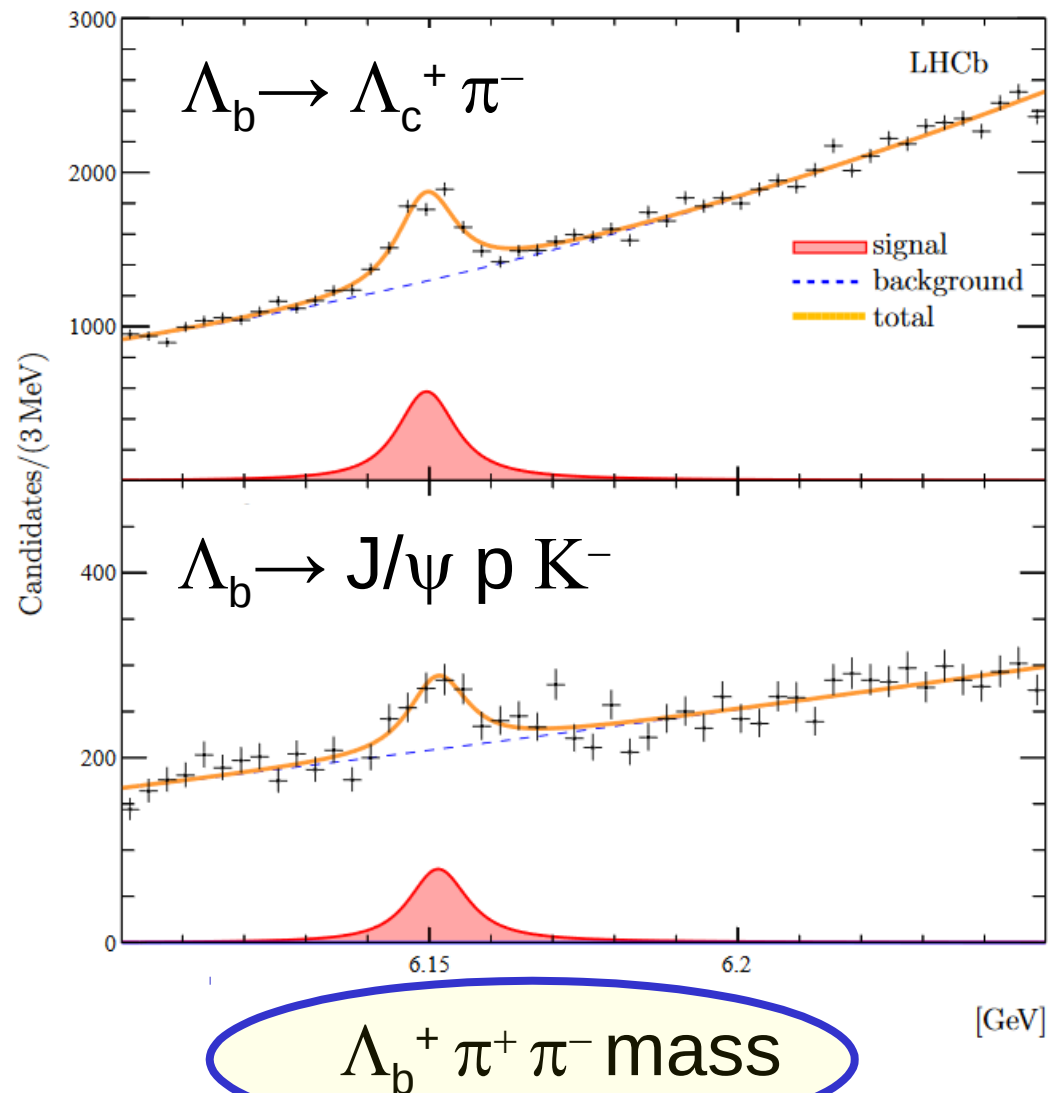 3000
LHCb
Λb→ Λc+ π−
2000
signal
background
total
1000
Candidates/(3 MeV)
Λb→ J/ψ p K−
400
200
0
6.15
6.2
[GeV]
Λb+ π+ π− mass